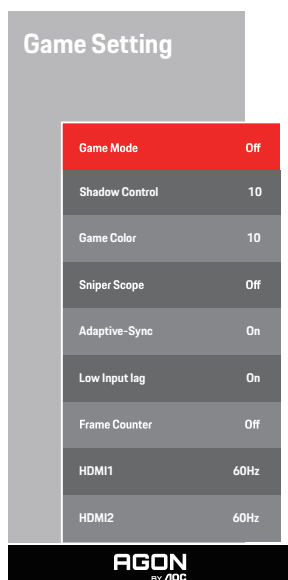 Game Setting
Game Mode Off
Shadow Control 10
Game Color 10
Sniper Scope Off
Adaptive-Sync On
Low Input lag On
Frame Counter Off
HDMI1 60Hz
HDMI2 60Hz
AGON
BY AOC